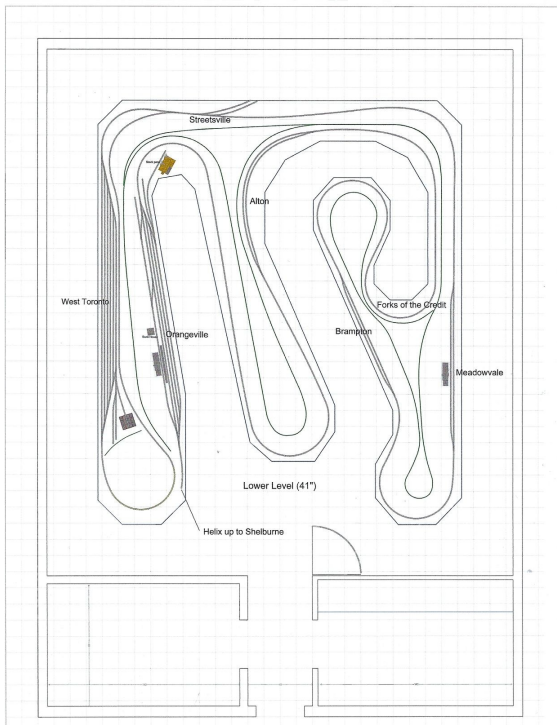 Streetsville
Alton
West Toronto
Orangeville
Forks of the Credit
Brampton
Meadowvale
Lower Level (41")
Helix up to Shelburne